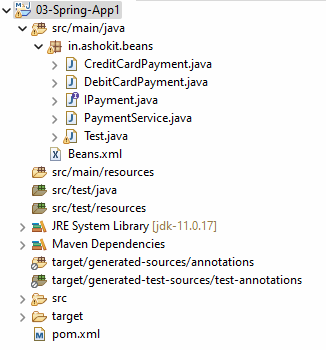 03-Spring-App1
src/main/java
in.ashokit.beans
CreditCardPayment.java
DebitCardPayment.java
IPayment.java
PaymentService.java
Test.java
Beans.xml
src/main/resources
src/test/java
src/test/resources
JRE System Library [jdk-11.0.17]
Maven Dependencies
target/generated-sources/annotations
target/generated-test-sources/test-annotations
src
target
pom.xml